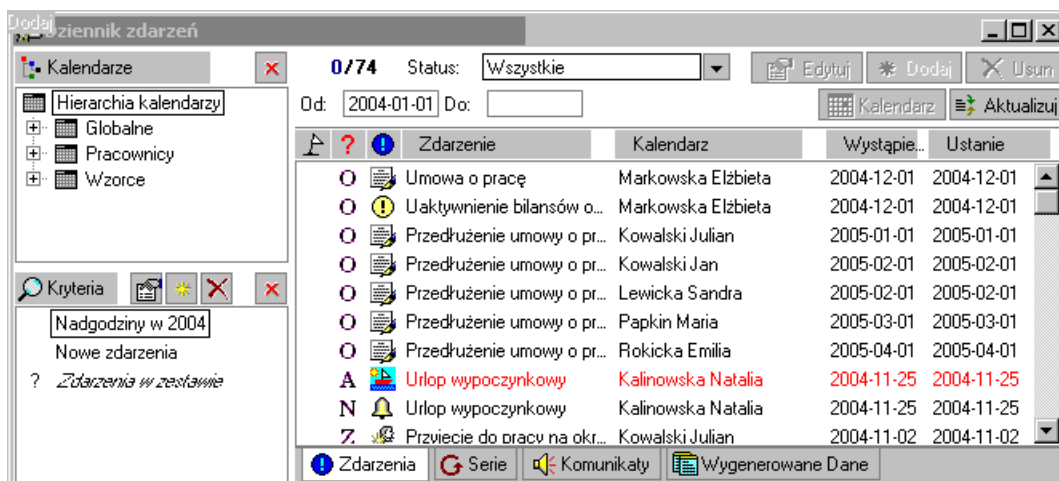 Dodaj
Dziennik zdarzeń
Kalendarze
0/74 Status: Wszystkie Edytuj Dodaj Usun
Od: 2004-01-01 Do: Kalendarz Aktualizuj
Hierarchia kalendarzy
Globalne
Pracownicy
Wzorce
? Zdarzenie Kalendarz Wystąpie... Ustanie
O Umowa o pracę Markowska Elżbieta 2004-12-01 2004-12-01
O Uaktywnienie bilansów o... Markowska Elżbieta 2004-12-01 2004-12-01
O Przedłużenie umowy o pr... Kowalski Julian 2005-01-01 2005-01-01
O Przedłużenie umowy o pr... Kowalski Jan 2005-02-01 2005-02-01
O Przedłużenie umowy o pr... Lewicka Sandra 2005-02-01 2005-02-01
O Przedłużenie umowy o pr... Papkin Maria 2005-03-01 2005-03-01
O Przedłużenie umowy o pr... Rokicka Emilia 2005-04-01 2005-04-01
A Urlop wypoczynkowy Kalinowska Natalia 2004-11-25 2004-11-25
N Urlop wypoczynkowy Kalinowska Natalia 2004-11-25 2004-11-25
Z Przyjęcie do pracy na okr... Kowalski Julian 2004-11-02 2004-11-02
Kryteria
Nadgodziny w 2004
Nowe zdarzenia
? Zdarzenia w zestawie
Zdarzenia Serie Komunikaty Wygenerowane Dane